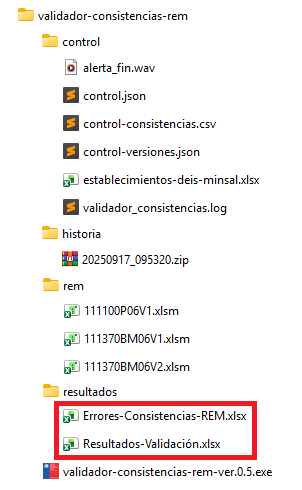 validador-consistencias-rem
control
alerta_fin.wav
control.json
control-consistencias.csv
control-versiones.json
establecimientos-deis-minsal.xlsx
validador_consistencias.log
historia
20250917_095320.zip
rem
111100P06V1.xlsm
111370BM06V1.xlsm
111370BM06V2.xlsm
resultados
Errores-Consistencias-REM.xlsx
Resultados-Validación.xlsx
validador-consistencias-rem-ver.0.5.exe